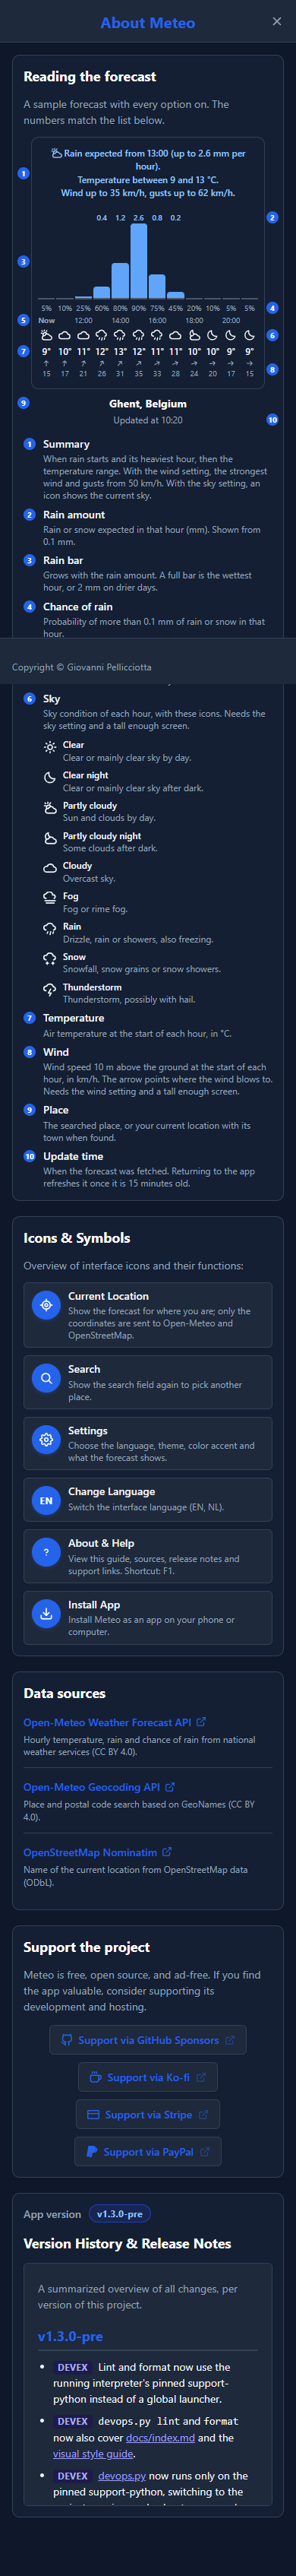 About Meteo
Reading the forecast
A sample forecast with every option on. The
numbers match the list below.
Rain expected from 13:00 (up to 2.6 mm per
hour).
Temperature between 9 and 13 °C.
Wind up to 35 km/h, gusts up to 62 km/h.
1
0.4 1.2 2.6 0.8 0.2
2
3
5% 10% 25% 60% 80% 90% 75% 45% 20% 10% 5% 5%
4
5
Now 12:00 14:00 16:00 18:00 20:00
6
7
9° 10° 11° 12° 13° 12° 11° 11° 10° 10° 9° 9°
15 17 21 26 31 35 33 28 24 20 17 15
8
9
Ghent, Belgium
Updated at 10:20
10
1 Summary
When rain starts and its heaviest hour, then the
temperature range. With the wind setting, the strongest
wind and gusts from 50 km/h. With the sky setting, an
icon shows the current sky.
2 Rain amount
Rain or snow expected in that hour (mm). Shown from
0.1 mm.
3 Rain bar
Grows with the rain amount. A full bar is the wettest
hour, or 2 mm on drier days.
4 Chance of rain
Probability of more than 0.1 mm of rain or snow in that
hour.
Copyright © Giovanni Pellicciotta
6 Sky
Sky condition of each hour, with these icons. Needs the
sky setting and a tall enough screen.
Clear
Clear or mainly clear sky by day.
Clear night
Clear or mainly clear sky after dark.
Partly cloudy
Sun and clouds by day.
Partly cloudy night
Some clouds after dark.
Cloudy
Overcast sky.
Fog
Fog or rime fog.
Rain
Drizzle, rain or showers, also freezing.
Snow
Snowfall, snow grains or snow showers.
Thunderstorm
Thunderstorm, possibly with hail.
7 Temperature
Air temperature at the start of each hour, in °C.
8 Wind
Wind speed 10 m above the ground at the start of each
hour, in km/h. The arrow points where the wind blows to.
Needs the wind setting and a tall enough screen.
9 Place
The searched place, or your current location with its
town when found.
10 Update time
When the forecast was fetched. Returning to the app
refreshes it once it is 15 minutes old.
Icons & Symbols
Overview of interface icons and their functions:
Current Location
Show the forecast for where you are; only the
coordinates are sent to Open-Meteo and
OpenStreetMap.
Search
Show the search field again to pick another
place.
Settings
Choose the language, theme, color accent and
what the forecast shows.
EN
Change Language
Switch the interface language (EN, NL).
?
About & Help
View this guide, sources, release notes and
support links. Shortcut: F1.
Install App
Install Meteo as an app on your phone or
computer.
Data sources
Open-Meteo Weather Forecast API
Hourly temperature, rain and chance of rain from national
weather services (CC BY 4.0).
Open-Meteo Geocoding API
Place and postal code search based on GeoNames (CC BY
4.0).
OpenStreetMap Nominatim
Name of the current location from OpenStreetMap data
(ODbL).
Support the project
Meteo is free, open source, and ad-free. If you find
the app valuable, consider supporting its
development and hosting.
Support via GitHub Sponsors
Support via Ko-fi
Support via Stripe
Support via PayPal
App version v1.3.0-pre
Version History & Release Notes
A summarized overview of all changes, per
version of this project.
v1.3.0-pre
• DEVEX Lint and format now use the
running interpreter's pinned support-
python instead of a global launcher.
• DEVEX devops.py lint and format
now also cover docs/index.md and the
visual style guide.
• DEVEX devops.py now runs only on the
pinned support-python, switching to the